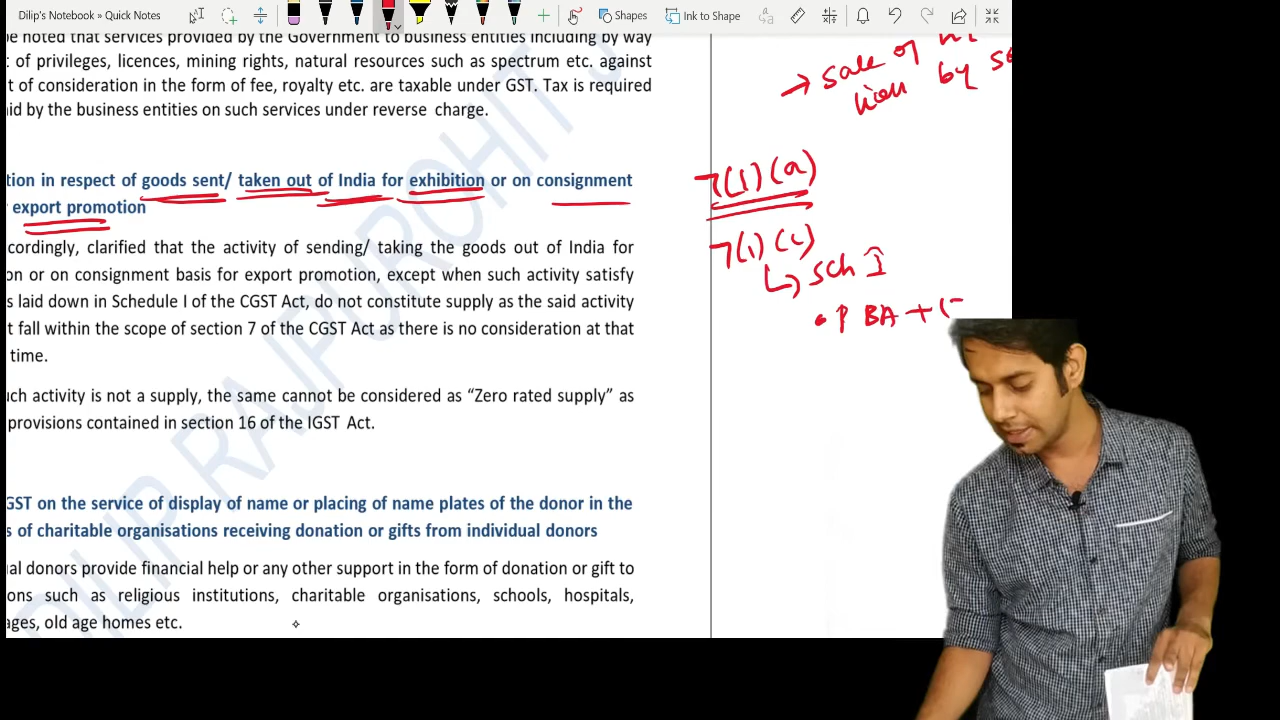 Dilip's Notebook » Quick Notes
Shapes
Ink to Shape
be noted that services provided by the Government to business entities including by way
t of privileges, licences, mining rights, natural resources such as spectrum etc. against
t of consideration in the form of fee, royalty etc. are taxable under GST. Tax is required
aid by the business entities on such services under reverse charge.
→ sale of
by
tion in respect of goods sent/ taken out of India for exhibition or on consignment
r export promotion
7(1)(a)
ccordingly, clarified that the activity of sending/ taking the goods out of India for
on or on consignment basis for export promotion, except when such activity satisfy
s laid down in Schedule I of the CGST Act, do not constitute supply as the said activity
t fall within the scope of section 7 of the CGST Act as there is no consideration at that
time.
7(1)(c)
↳ Sch I
• P BA +
uch activity is not a supply, the same cannot be considered as “Zero rated supply” as
provisions contained in section 16 of the IGST Act.
GST on the service of display of name or placing of name plates of the donor in the
s of charitable organisations receiving donation or gifts from individual donors
ual donors provide financial help or any other support in the form of donation or gift to
ons such as religious institutions, charitable organisations, schools, hospitals,
ages, old age homes etc.
DILIP RAJPUROHIT